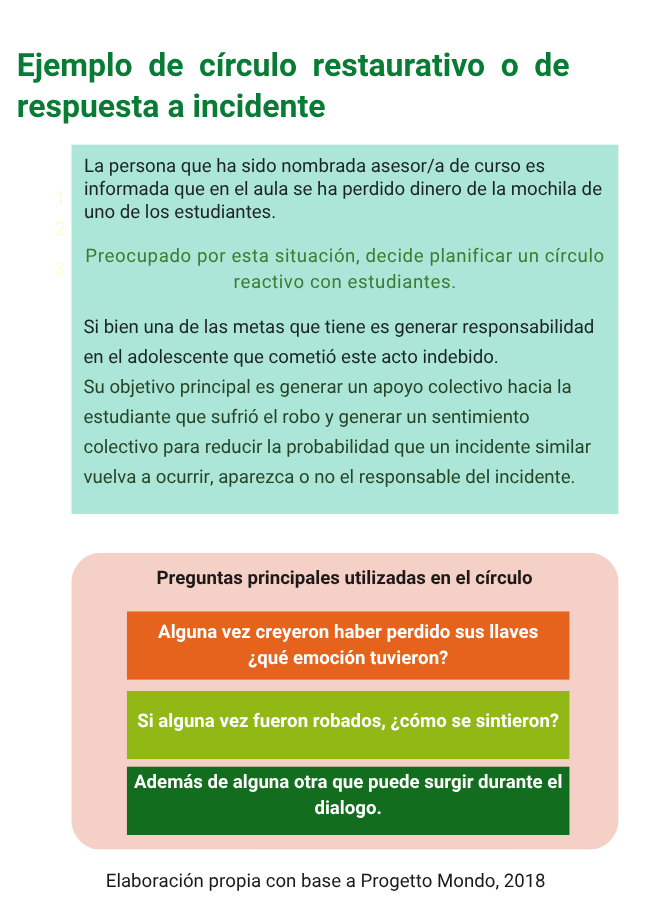 Ejemplo de círculo restaurativo o de
respuesta a incidente
La persona que ha sido nombrada asesor/a de curso es
informada que en el aula se ha perdido dinero de la mochila de
uno de los estudiantes.
1
2
3
Preocupado por esta situación, decide planificar un círculo
reactivo con estudiantes.
Si bien una de las metas que tiene es generar responsabilidad
en el adolescente que cometió este acto indebido.
Su objetivo principal es generar un apoyo colectivo hacia la
estudiante que sufrió el robo y generar un sentimiento
colectivo para reducir la probabilidad que un incidente similar
vuelva a ocurrir, aparezca o no el responsable del incidente.
Preguntas principales utilizadas en el círculo
Alguna vez creyeron haber perdido sus llaves
¿qué emoción tuvieron?
Si alguna vez fueron robados, ¿cómo se sintieron?
Además de alguna otra que puede surgir durante el
dialogo.
Elaboración propia con base a Progetto Mondo, 2018